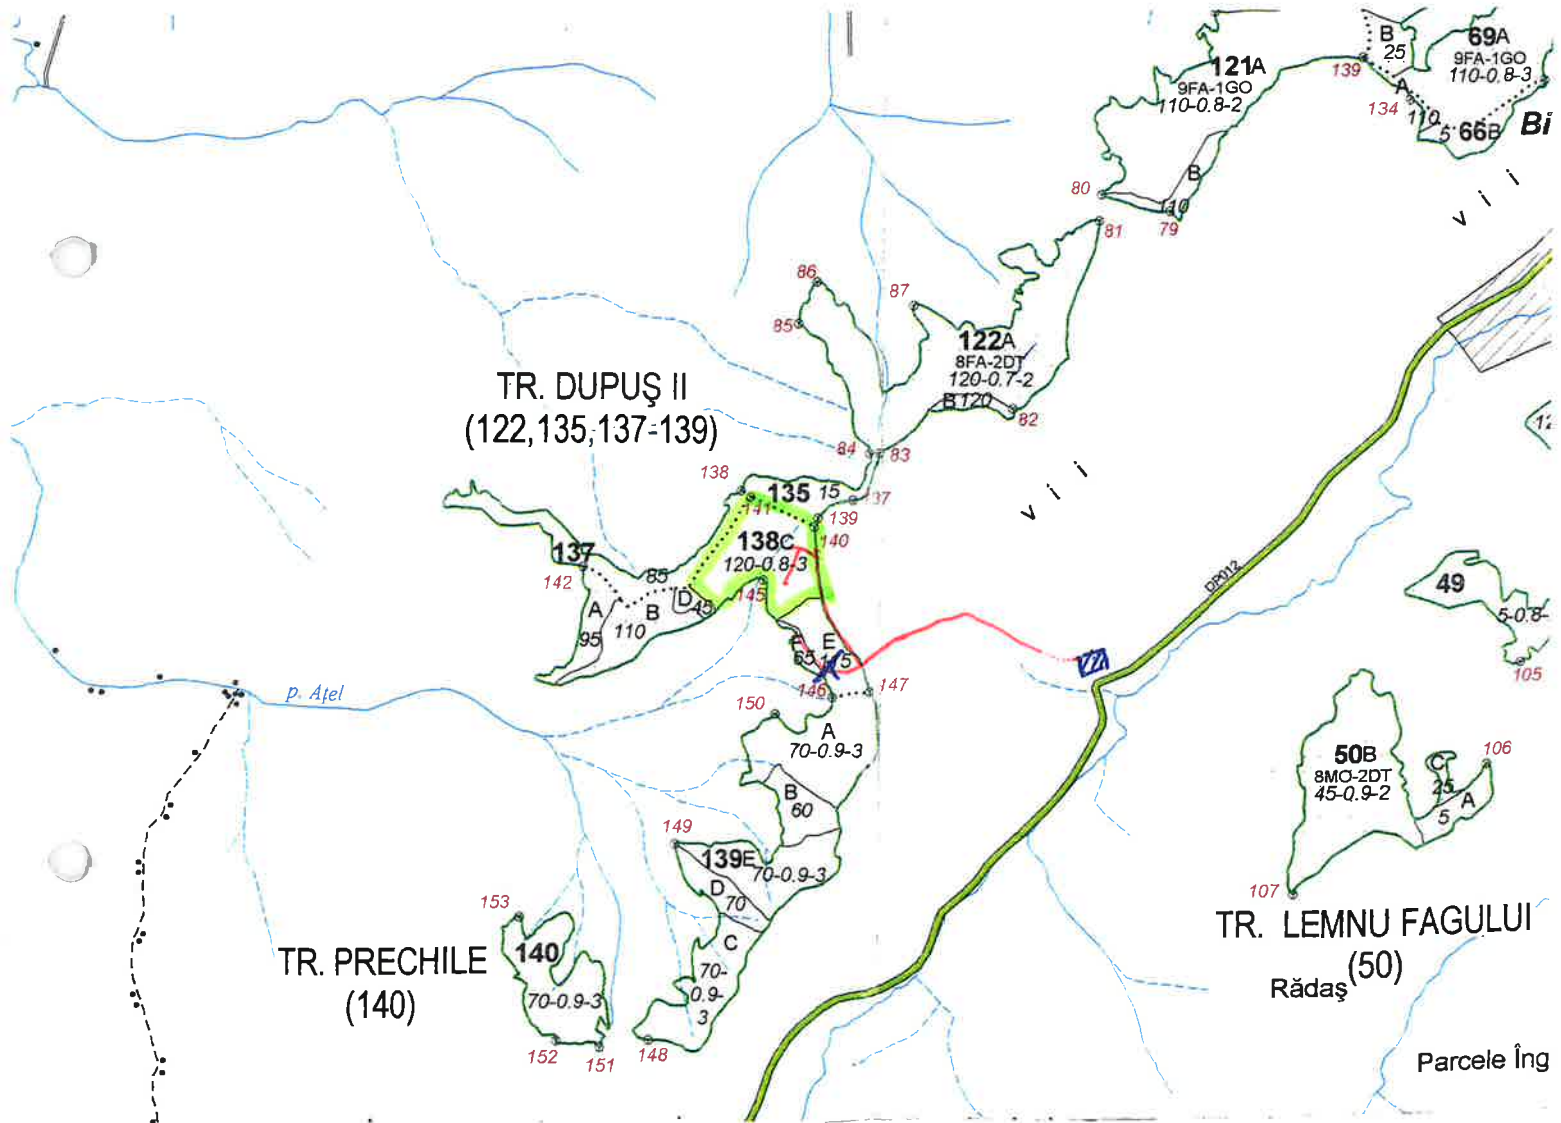 B
25
69A
9FA-1GO
110-0.8-3
139
A
134
110
5
66B
Bi
121A
9FA-1GO
110-0.8-2
B
80
110
79
81
v i i
86
87
85
122A
8FA-2DT
120-0.7-2
B 120
82
TR. DUPUŞ II
(122,135,137-139)
84
83
138
135
15
137
141
139
140
138C
120-0.8-3
v i i
137
142
85
145
A
95
B
110
D
45
F
65
E
146
147
DP012
49
5-0.8-
105
p. Aţel
150
A
70-0.9-3
B
60
50B
8MO-2DT
45-0.9-2
C
25
A
5
106
107
149
139E
70-0.9-3
D
70
C
70-
0.9-
3
153
140
70-0.9-3
TR. PRECHILE
(140)
152
151
148
TR. LEMNU FAGULUI
(50)
Rădaş
Parcele Îng
12